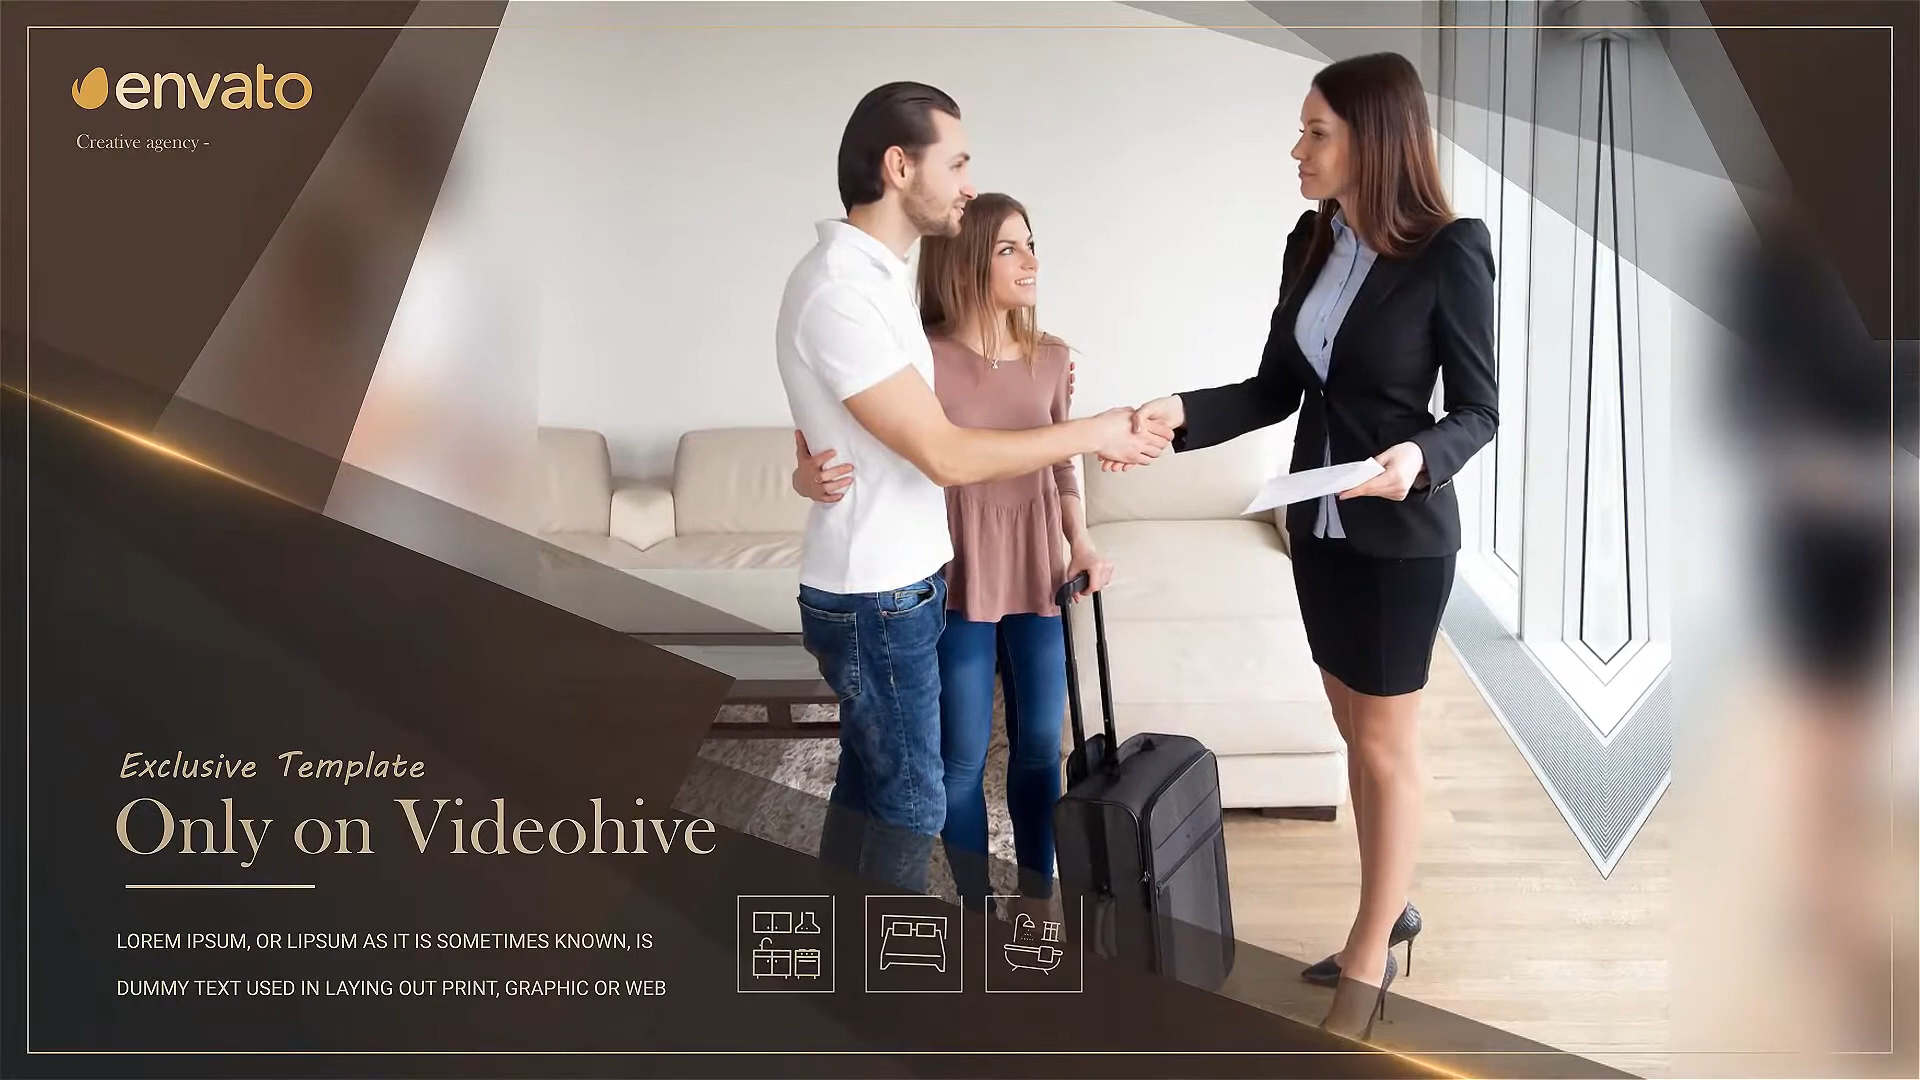 envato
Creative agency -
Exclusive Template
Only on Videohive
LOREM IPSUM, OR LIPSUM AS IT IS SOMETIMES KNOWN, IS
DUMMY TEXT USED IN LAYING OUT PRINT, GRAPHIC OR WEB